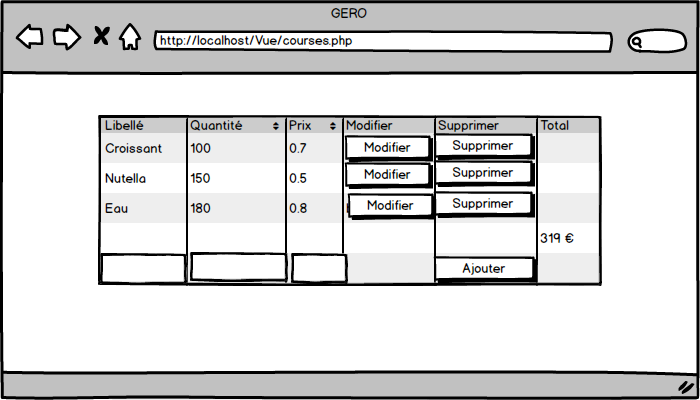 GERO
http://localhost/Vue/courses.php
Libellé Quantité Prix Modifier Supprimer Total
Croissant 100 0.7 Modifier Supprimer
Nutella 150 0.5 Modifier Supprimer
Eau 180 0.8 Modifier Supprimer
319 €
Ajouter